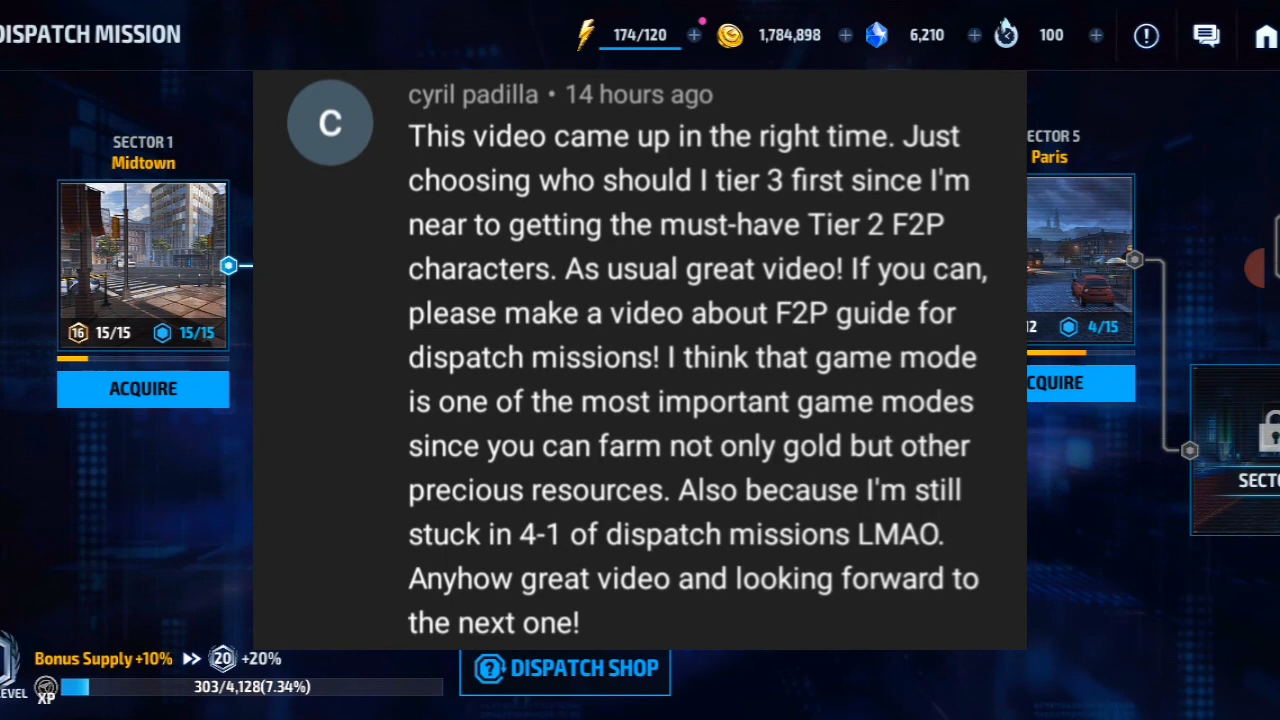 DISPATCH MISSION
174/120
1,784,898
6,210
100
cyril padilla • 14 hours ago
C
This video came up in the right time. Just
choosing who should I tier 3 first since I'm
near to getting the must-have Tier 2 F2P
characters. As usual great video! If you can,
please make a video about F2P guide for
dispatch missions! I think that game mode
is one of the most important game modes
since you can farm not only gold but other
precious resources. Also because I'm still
stuck in 4-1 of dispatch missions LMAO.
Anyhow great video and looking forward to
the next one!
SECTOR 1
Midtown
16 15/15 15/15
ACQUIRE
ECTOR 5
Paris
12 4/15
CQUIRE
SECT
Bonus Supply +10% 20 +20%
EVEL
XP
303/4,128(7.34%)
DISPATCH SHOP